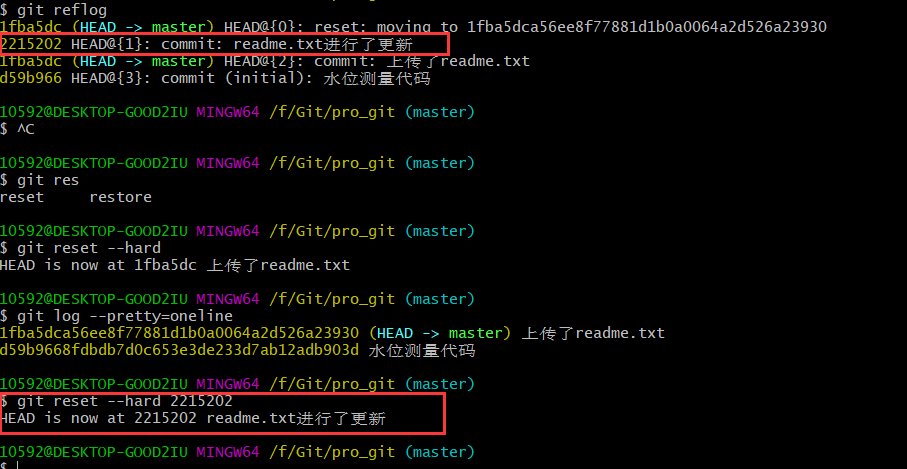 $ git reflog
1fba5dc (HEAD -> master) HEAD@{0}: reset: moving to 1fba5dca56ee8f77881d1b0a0064a2d526a23930
2215202 HEAD@{1}: commit: readme.txt进行了更新
1fba5dc (HEAD -> master) HEAD@{2}: commit: 上传了readme.txt
d59b966 HEAD@{3}: commit (initial): 水位测量代码
10592@DESKTOP-GOOD2IU MINGW64 /f/Git/pro_git (master)
$ ^C
10592@DESKTOP-GOOD2IU MINGW64 /f/Git/pro_git (master)
$ git res
reset restore
10592@DESKTOP-GOOD2IU MINGW64 /f/Git/pro_git (master)
$ git reset --hard
HEAD is now at 1fba5dc 上传了readme.txt
10592@DESKTOP-GOOD2IU MINGW64 /f/Git/pro_git (master)
$ git log --pretty=oneline
1fba5dca56ee8f77881d1b0a0064a2d526a23930 (HEAD -> master) 上传了readme.txt
d59b9668fdbdb7d0c653e3de233d7ab12adb903d 水位测量代码
10592@DESKTOP-GOOD2IU MINGW64 /f/Git/pro_git (master)
$ git reset --hard 2215202
HEAD is now at 2215202 readme.txt进行了更新
10592@DESKTOP-GOOD2IU MINGW64 /f/Git/pro_git (master)
$